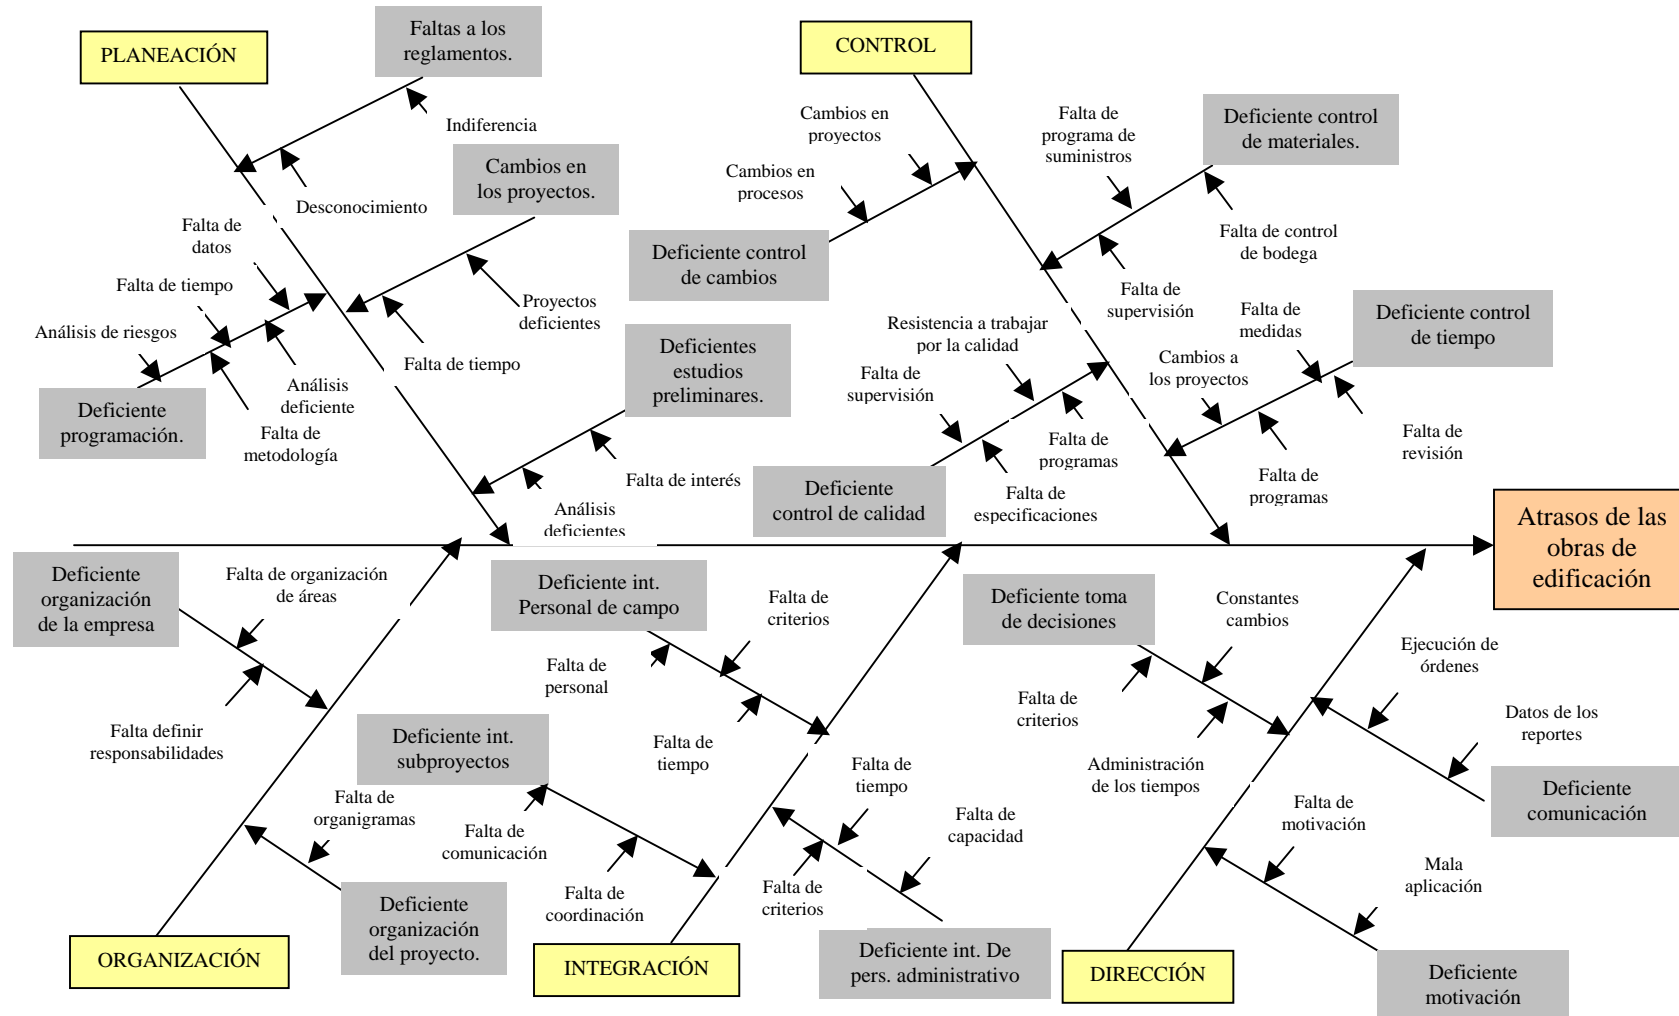 PLANEACIÓN
Faltas a los
reglamentos.
Indiferencia
Desconocimiento
Cambios en
los proyectos.
Proyectos
deficientes
Falta de tiempo
Falta de
datos
Falta de tiempo
Análisis de riesgos
Deficiente
programación.
Análisis
deficiente
Falta de
metodología
Deficientes
estudios
preliminares.
Falta de interés
Análisis
deficientes
CONTROL
Cambios en
proyectos
Cambios en
procesos
Deficiente control
de cambios
Falta de
programa de
suministros
Deficiente control
de materiales.
Falta de control
de bodega
Falta de
supervisión
Resistencia a trabajar
por la calidad
Falta de
supervisión
Deficiente
control de calidad
Falta de
programas
Falta de
especificaciones
Falta de
medidas
Cambios a
los proyectos
Deficiente control
de tiempo
Falta de
revisión
Falta de
programas
Atrasos de las
obras de
edificación
Deficiente
organización
de la empresa
Falta de organización
de áreas
Falta definir
responsabilidades
Falta de
organigramas
Deficiente
organización
del proyecto.
ORGANIZACIÓN
Deficiente int.
Personal de campo
Falta de
criterios
Falta de
personal
Falta de
tiempo
Deficiente int.
subproyectos
Falta de
comunicación
Falta de
coordinación
Falta de
tiempo
Falta de
capacidad
Falta de
criterios
Deficiente int. De
pers. administrativo
INTEGRACIÓN
Deficiente toma
de decisiones
Constantes
cambios
Falta de
criterios
Administración
de los tiempos
Ejecución de
órdenes
Datos de los
reportes
Deficiente
comunicación
Falta de
motivación
Mala
aplicación
Deficiente
motivación
DIRECCIÓN